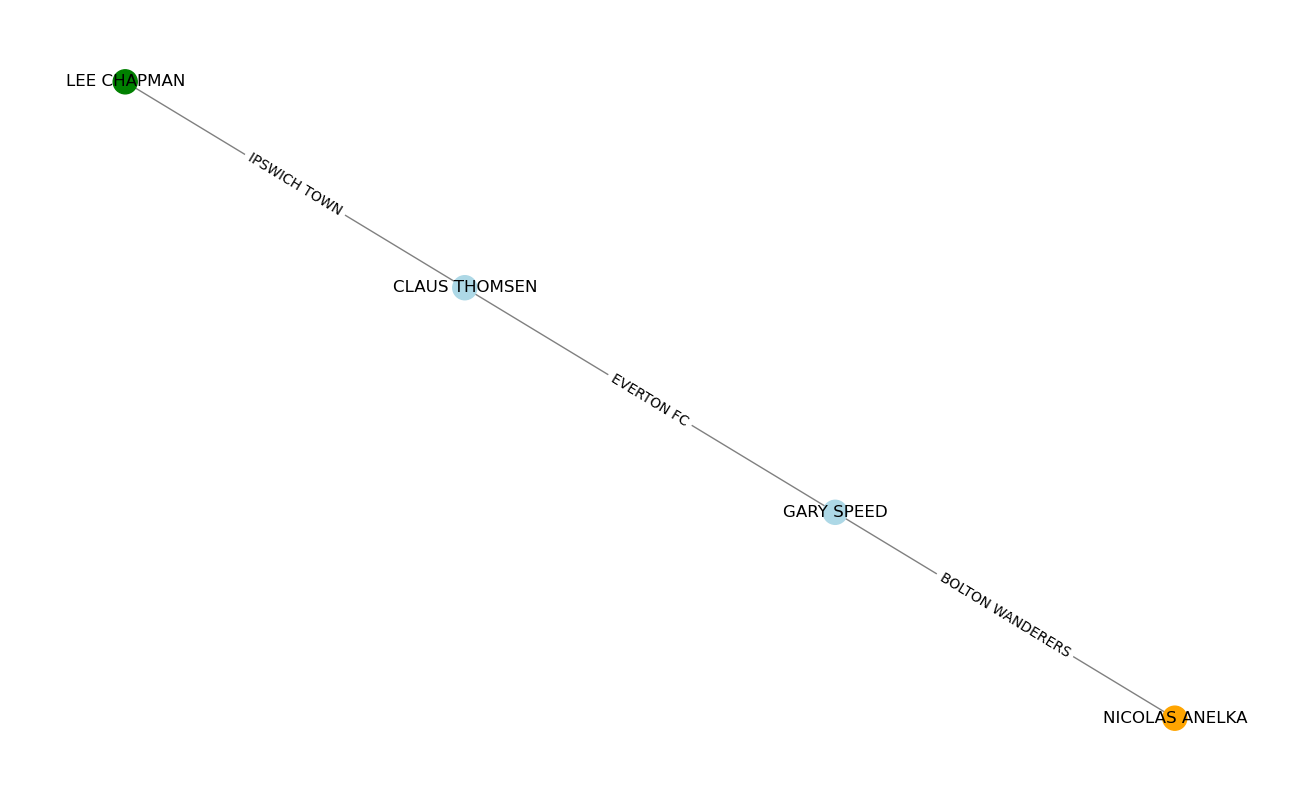 LEE CHAPMAN
IPSWICH TOWN
CLAUS THOMSEN
EVERTON FC
GARY SPEED
BOLTON WANDERERS
NICOLAS ANELKA